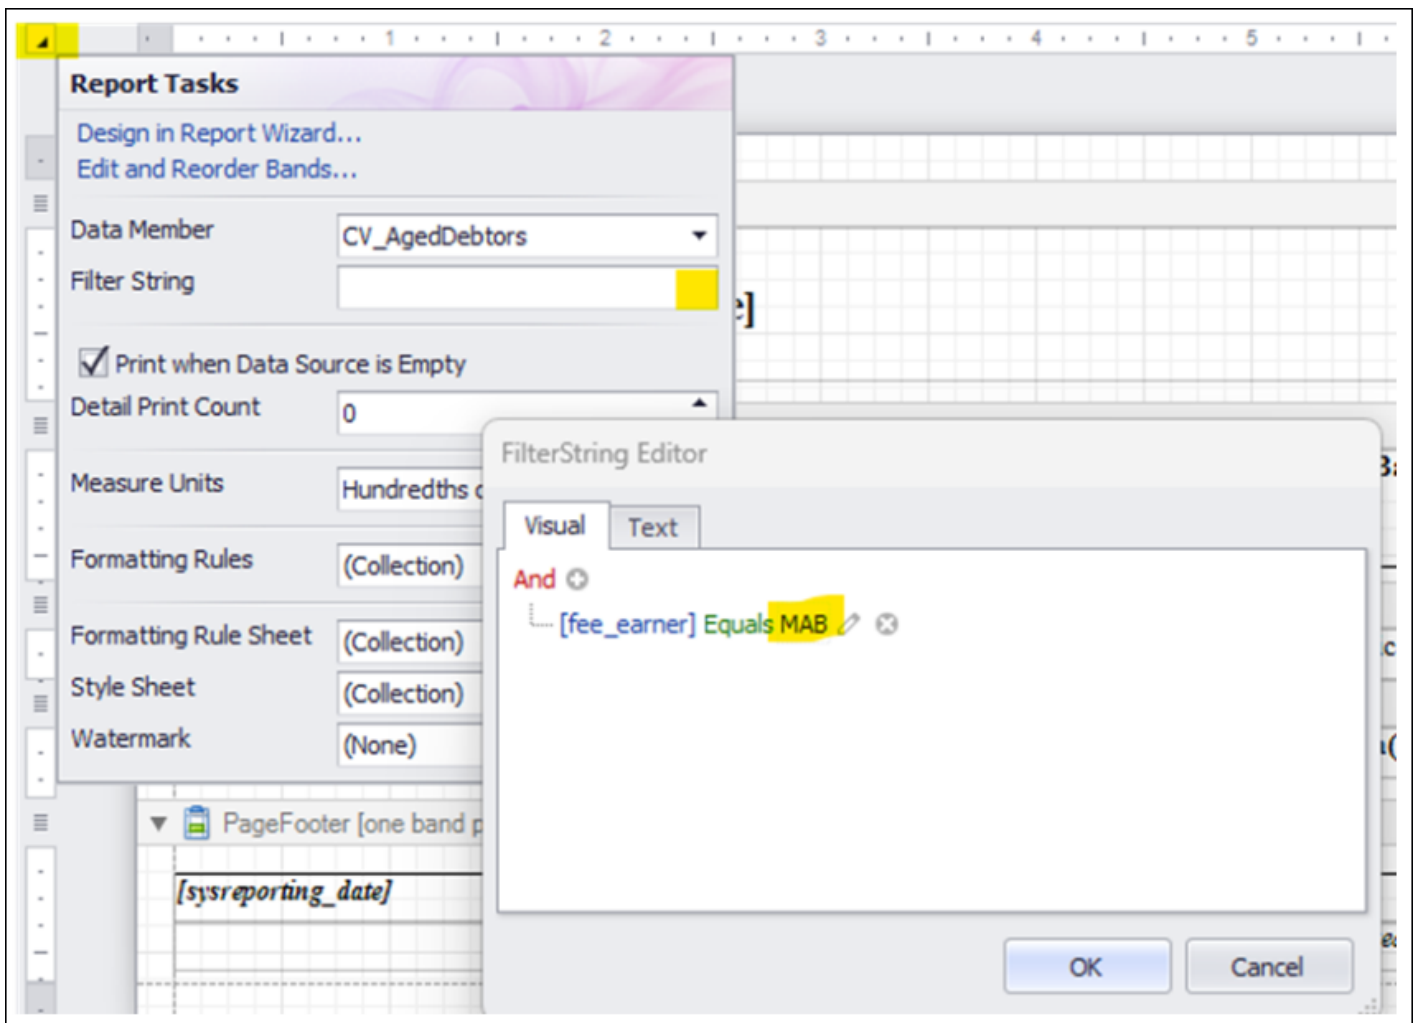 1 2 3 4 5
Report Tasks
Design in Report Wizard...
Edit and Reorder Bands...
Data Member CV_AgedDebtors
Filter String
Print when Data Source is Empty
Detail Print Count 0
Measure Units Hundredths
Formatting Rules (Collection)
Formatting Rule Sheet (Collection)
Style Sheet (Collection)
Watermark (None)
FilterString Editor
Visual Text
And
[fee_earner] Equals MAB
OK Cancel
PageFooter [one band
[sysreporting_date]